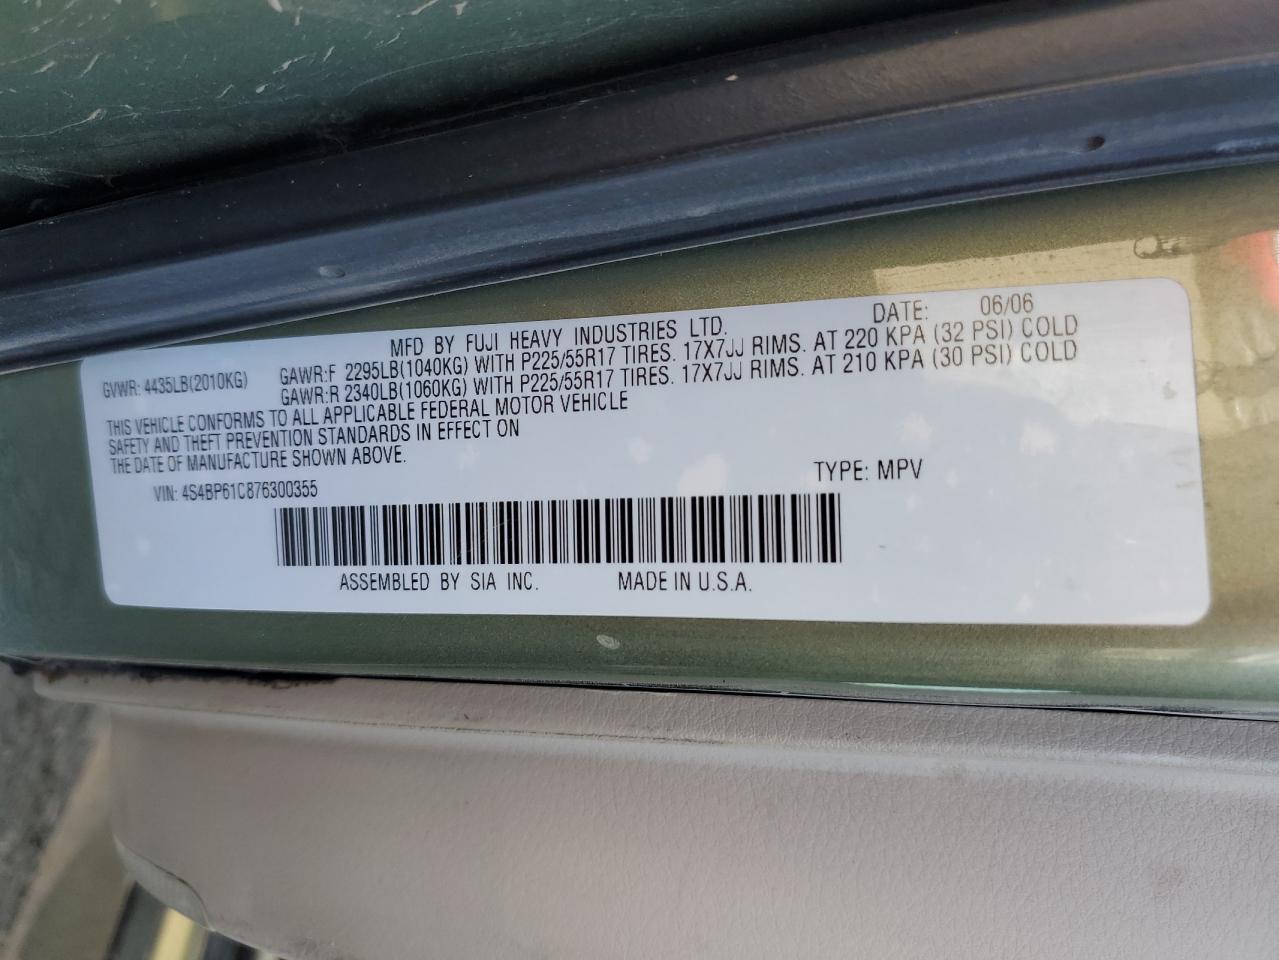 MFD BY FUJI HEAVY INDUSTRIES LTD. DATE: 06/06
GVWR: 4435LB(2010KG) GAWR:F 2295LB(1040KG) WITH P225/55R17 TIRES. 17X7JJ RIMS. AT 220 KPA (32 PSI) COLD
GAWR:R 2340LB(1060KG) WITH P225/55R17 TIRES. 17X7JJ RIMS. AT 210 KPA (30 PSI) COLD
THIS VEHICLE CONFORMS TO ALL APPLICABLE FEDERAL MOTOR VEHICLE
SAFETY AND THEFT PREVENTION STANDARDS IN EFFECT ON
THE DATE OF MANUFACTURE SHOWN ABOVE.
VIN: 4S4BP61C876300355 TYPE: MPV
ASSEMBLED BY SIA INC. MADE IN U.S.A.